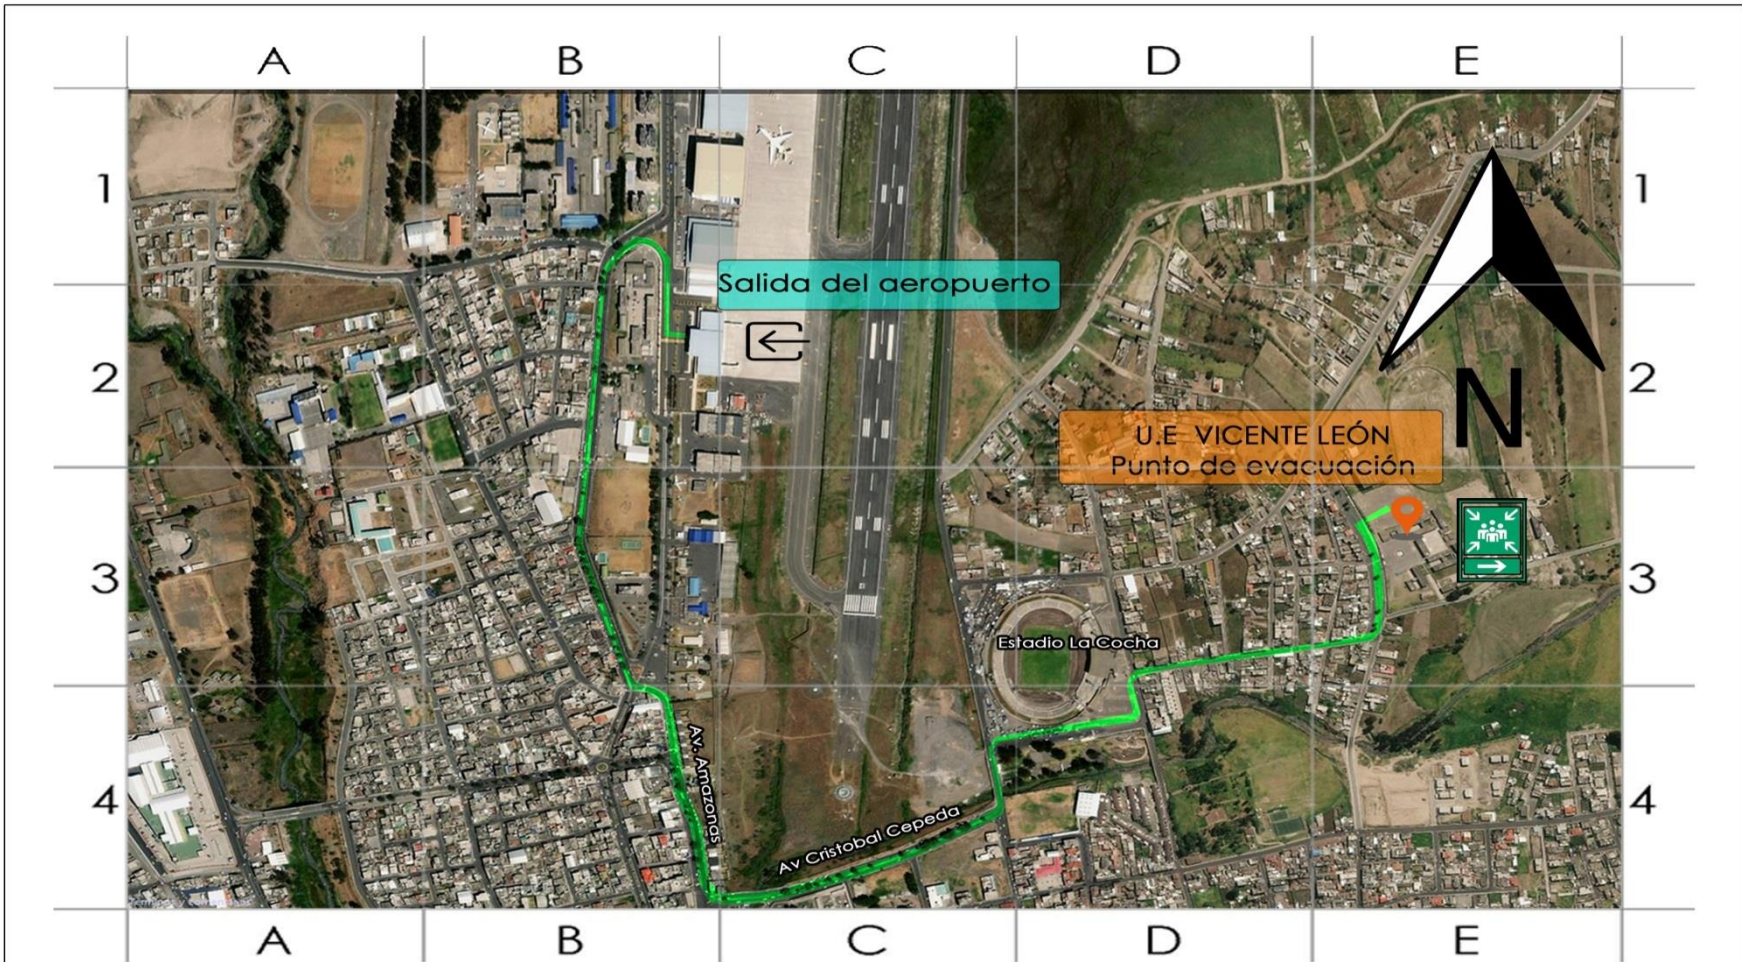 A B C D E
1 1
Salida del aeropuerto
2 2
N
U.E VICENTE LEÓN
Punto de evacuación
3 3
Estadio La Cocha
Av. Amazonas
4 4
Av Cristobal Cepeda
A B C D E